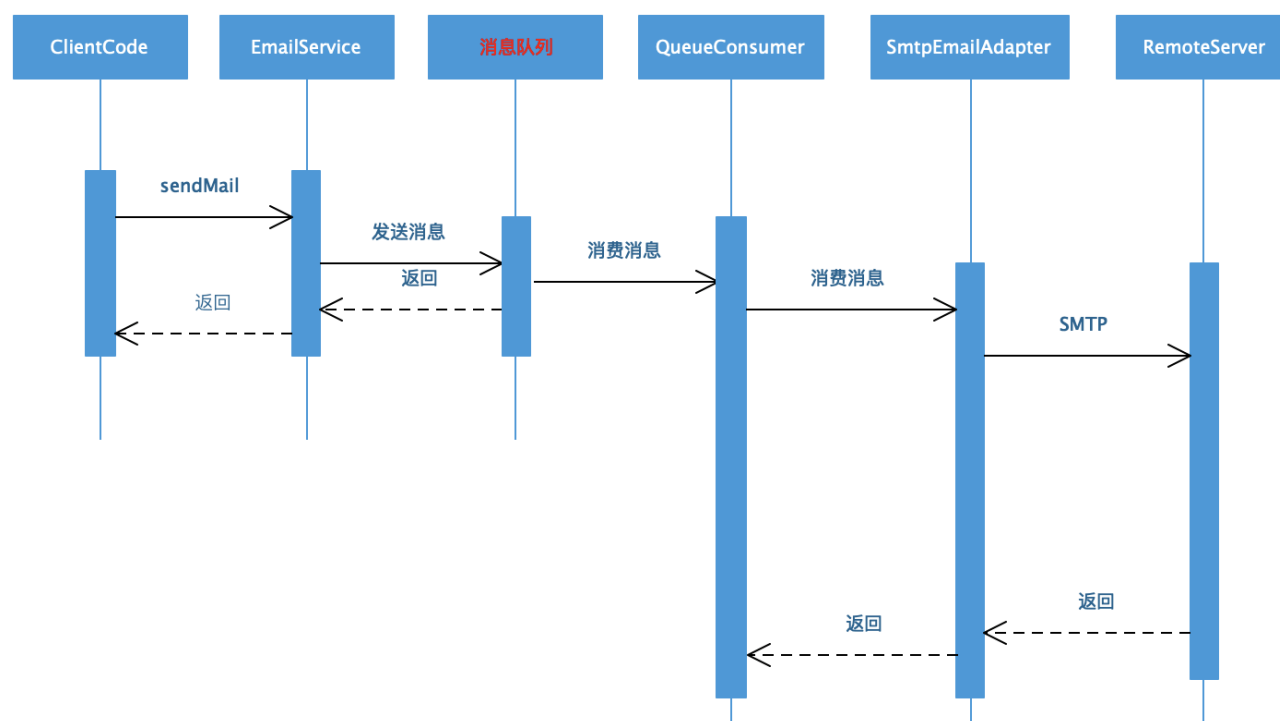 ClientCode
EmailService
消息队列
QueueConsumer
SmtpEmailAdapter
RemoteServer
sendMail
发送消息
消费消息
返回
消费消息
返回
SMTP
返回
返回